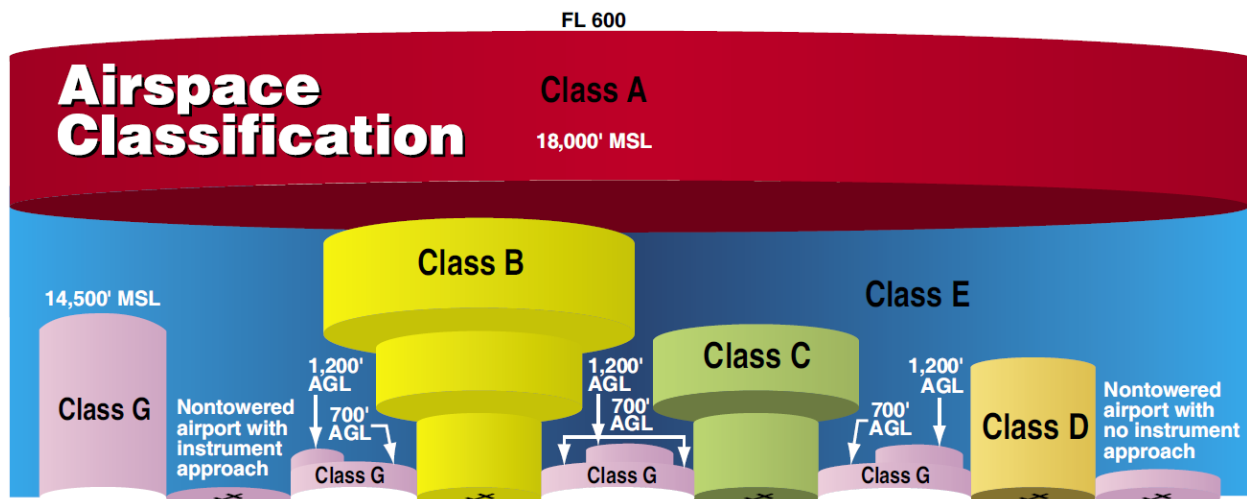 FL 600
Airspace
Classification
Class A
18,000' MSL
Class B
Class E
14,500' MSL
Class C
1,200'
AGL
1,200'
AGL
1,200'
AGL
Class G
Nontowered
airport with
instrument
approach
700'
AGL
700'
AGL
700'
AGL
Class D
Nontowered
airport with
no instrument
approach
Class G
Class G
Class G